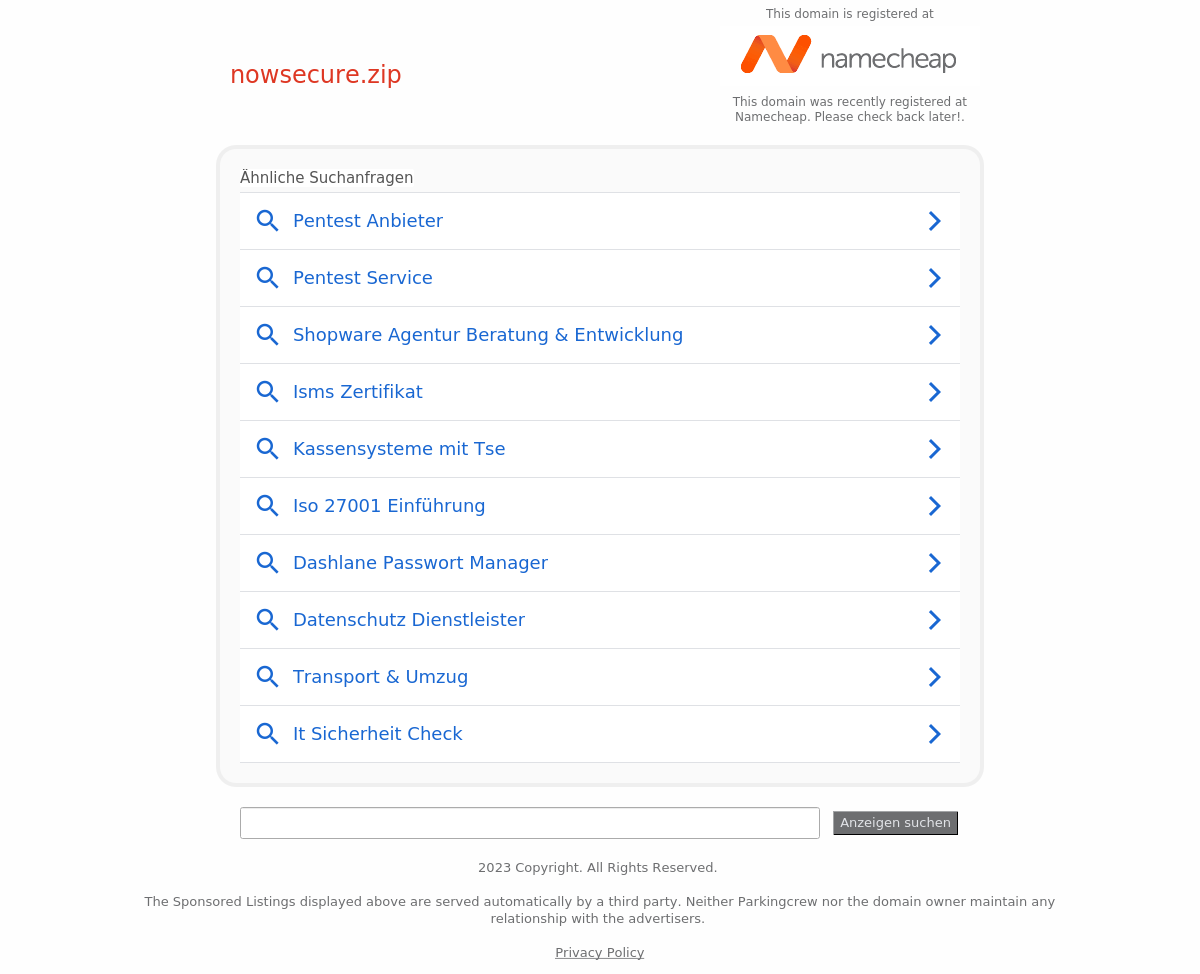 This domain is registered at
namecheap
nowsecure.zip
This domain was recently registered at
Namecheap. Please check back later!.
Ähnliche Suchanfragen
Pentest Anbieter
Pentest Service
Shopware Agentur Beratung & Entwicklung
Isms Zertifikat
Kassensysteme mit Tse
Iso 27001 Einführung
Dashlane Passwort Manager
Datenschutz Dienstleister
Transport & Umzug
It Sicherheit Check
Anzeigen suchen
2023 Copyright. All Rights Reserved.
The Sponsored Listings displayed above are served automatically by a third party. Neither Parkingcrew nor the domain owner maintain any
relationship with the advertisers.
Privacy Policy